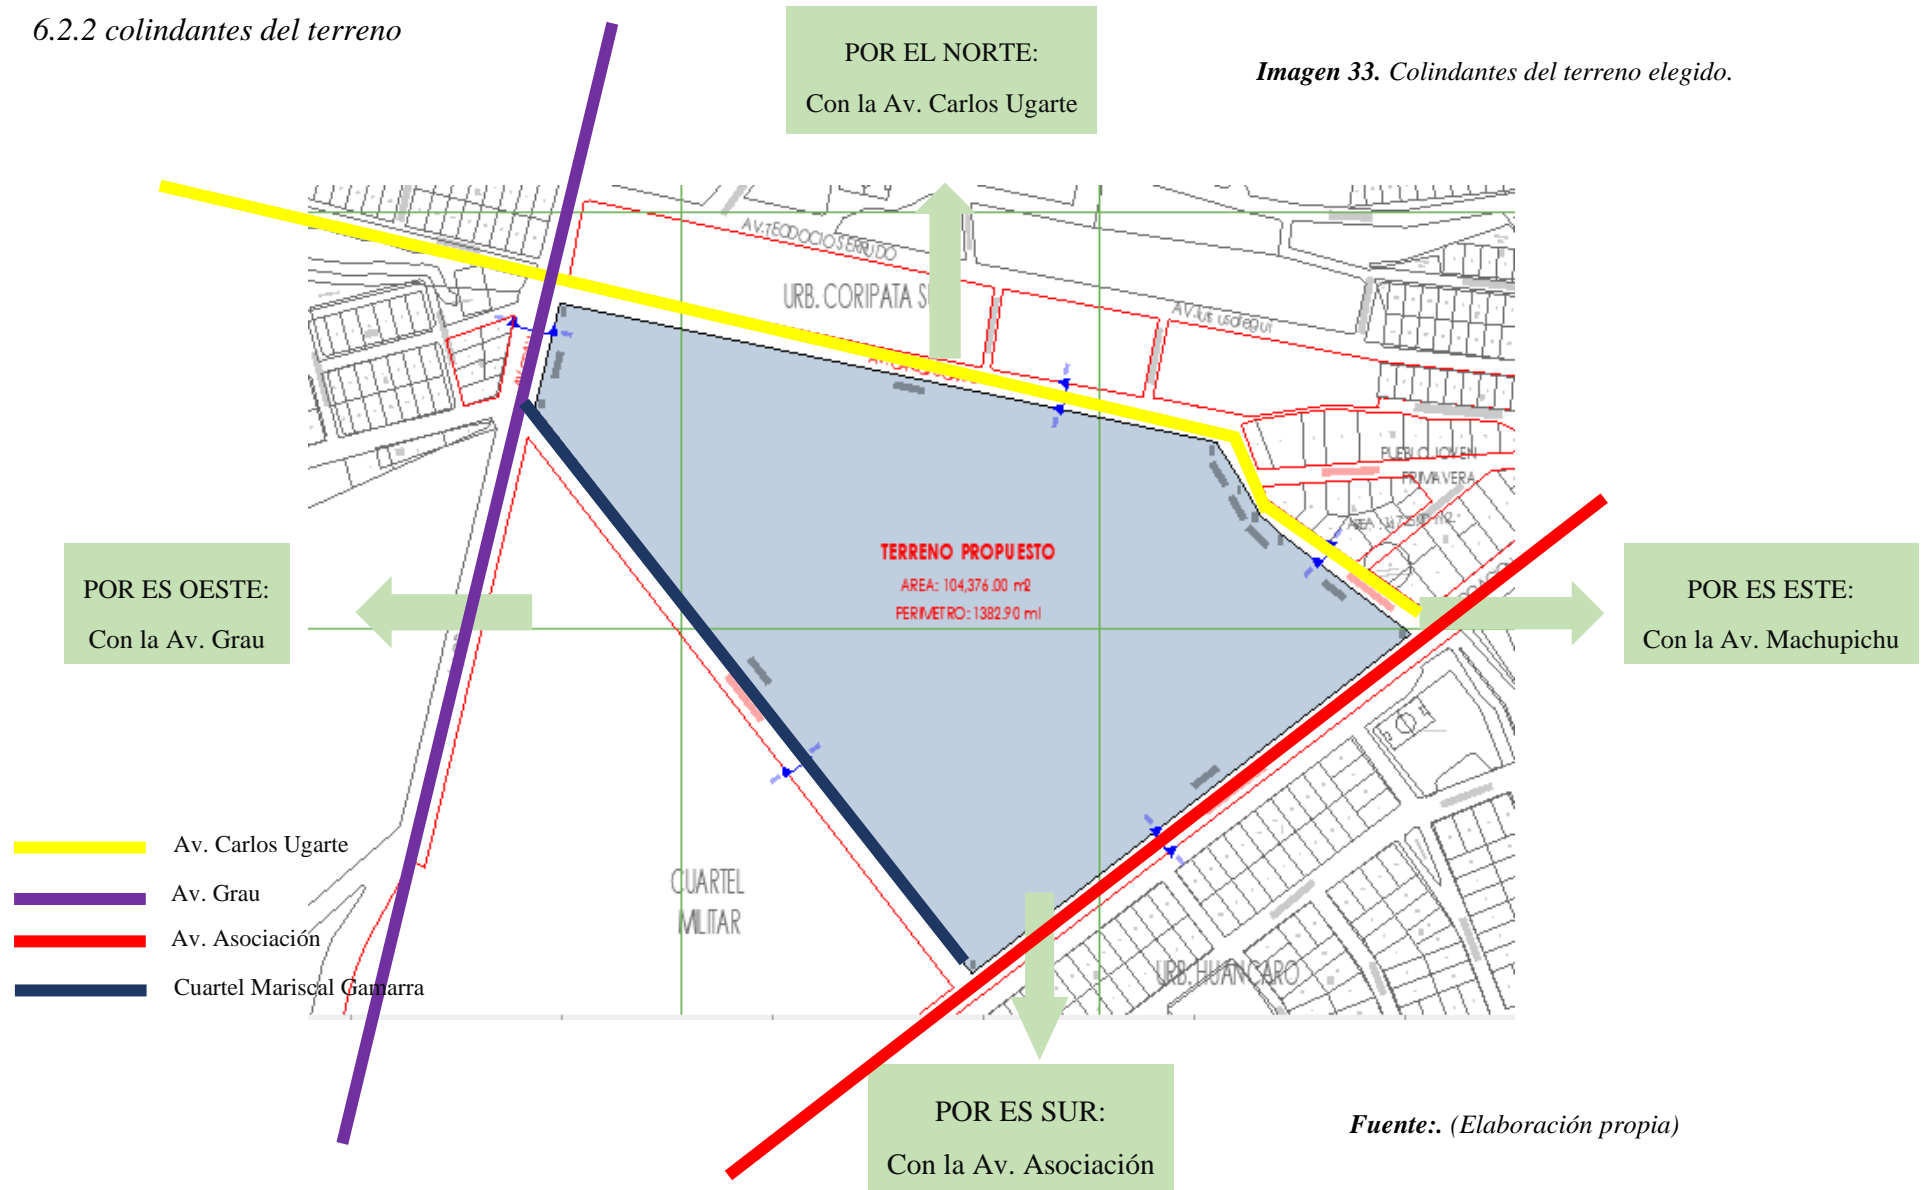 6.2.2 colindantes del terreno
POR EL NORTE:
Con la Av. Carlos Ugarte
Imagen 33. Colindantes del terreno elegido.
AV.TEODOCIO SERRUDO
URB. CORIPATA
PUEBLO JOVEN
PRIMAVERA
TERRENO PROPUESTO
AREA: 104,376.00 m2
PERIMETRO: 1382.90 ml
POR ES OESTE:
Con la Av. Grau
POR ES ESTE:
Con la Av. Machupichu
Av. Carlos Ugarte
Av. Grau
Av. Asociación
Cuartel Mariscal Gamarra
CUARTEL
MILITAR
URB. HUANCARO
POR ES SUR:
Con la Av. Asociación
Fuente:. (Elaboración propia)